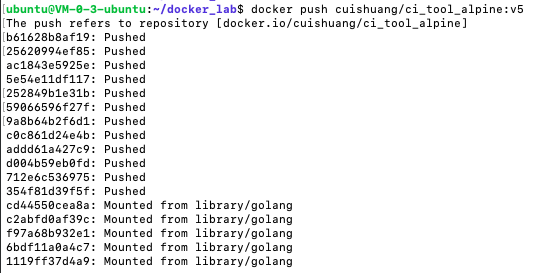 ubuntu@VM-0-3-ubuntu:~/docker_lab$ docker push cuishuang/ci_tool_alpine:v5
[The push refers to repository [docker.io/cuishuang/ci_tool_alpine]
b61628b8af19: Pushed
[25620994ef85: Pushed
ac1843e5925e: Pushed
5e54e11df117: Pushed
[252849b1e31b: Pushed
[59066596f27f: Pushed
[9a8b64b2f6d1: Pushed
c0c861d24e4b: Pushed
addd61a427c9: Pushed
d004b59eb0fd: Pushed
712e6c536975: Pushed
354f81d39f5f: Pushed
cd44550cea8a: Mounted from library/golang
c2abfd0af39c: Mounted from library/golang
f97a68b932e1: Mounted from library/golang
6bdf11a0a4c7: Mounted from library/golang
1119ff37d4a9: Mounted from library/golang